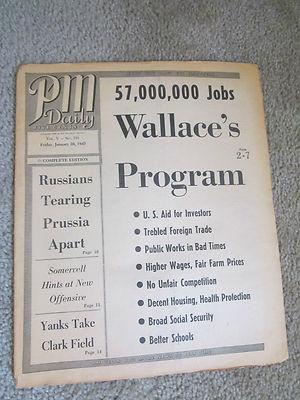 PM
Daily
Friday, January 26, 1945
COMPLETE EDITION
Russians
Tearing
Prussia
Apart
Page 10
Somervell
Hints at New
Offensive
Yanks Take
Clark Field
Page 14
57,000,000 Jobs
Wallace's
Pages
2-7
Program
• U. S. Aid for Investors
• Trebled Foreign Trade
• Public Works in Bad Times
• Higher Wages, Fair Farm Prices
• No Unfair Competition
• Decent Housing, Health Protection
• Broad Social Security
• Better Schools